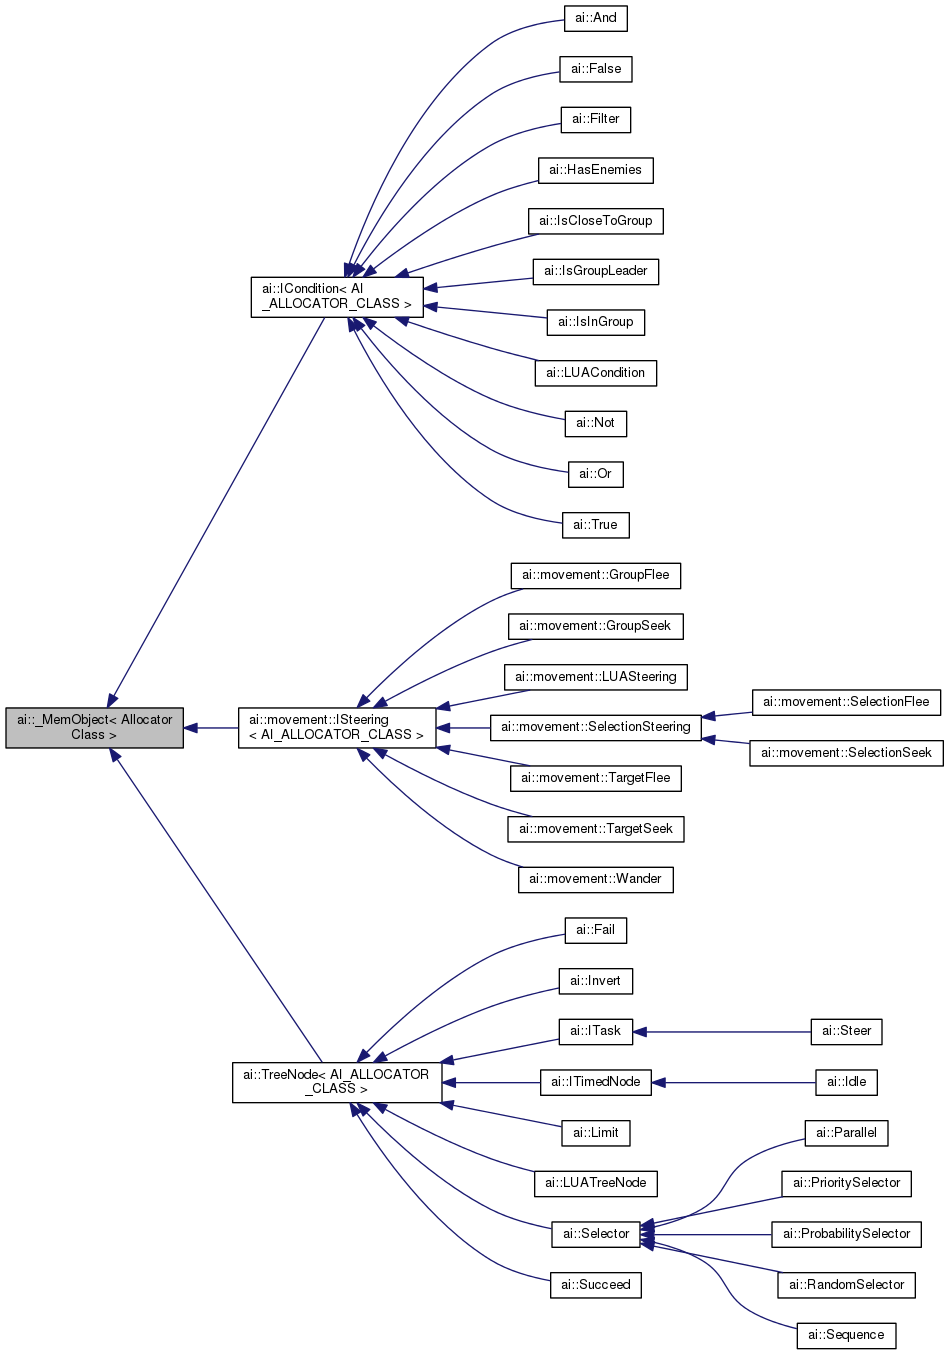 ai::And
ai::False
ai::Filter
ai::HasEnemies
ai::IsCloseToGroup
ai::IsGroupLeader
ai::ICondition< AI
_ALLOCATOR_CLASS >
ai::IsInGroup
ai::LUACondition
ai::Not
ai::Or
ai::True
ai::movement::GroupFlee
ai::movement::GroupSeek
ai::movement::LUASteering
ai::movement::SelectionFlee
ai::_MemObject< Allocator
Class >
ai::movement::ISteering
< AI_ALLOCATOR_CLASS >
ai::movement::SelectionSteering
ai::movement::SelectionSeek
ai::movement::TargetFlee
ai::movement::TargetSeek
ai::movement::Wander
ai::Fail
ai::Invert
ai::ITask
ai::Steer
ai::TreeNode< AI_ALLOCATOR
_CLASS >
ai::ITimedNode
ai::Idle
ai::Limit
ai::Parallel
ai::LUATreeNode
ai::PrioritySelector
ai::Selector
ai::ProbabilitySelector
ai::Succeed
ai::RandomSelector
ai::Sequence